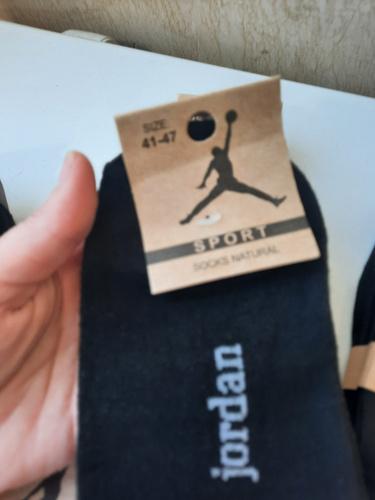 SIZE:
41-47
SPORT
SOCKS NATURAL
jordan